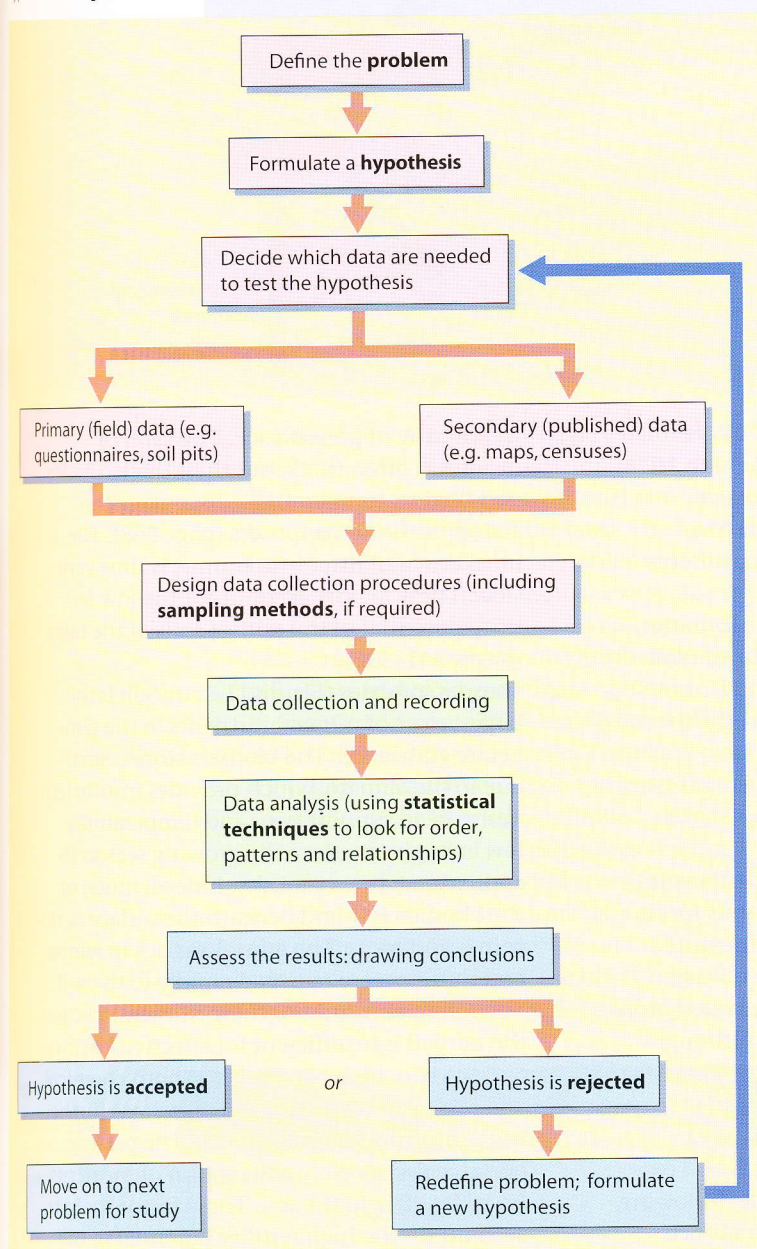 Define the problem
Formulate a hypothesis
Decide which data are needed
to test the hypothesis
Primary (field) data (e.g.
questionnaires, soil pits)
Secondary (published) data
(e.g. maps, censuses)
Design data collection procedures (including
sampling methods, if required)
Data collection and recording
Data analysis (using statistical
techniques to look for order,
patterns and relationships)
Assess the results: drawing conclusions
Hypothesis is accepted
or
Hypothesis is rejected
Move on to next
problem for study
Redefine problem; formulate
a new hypothesis